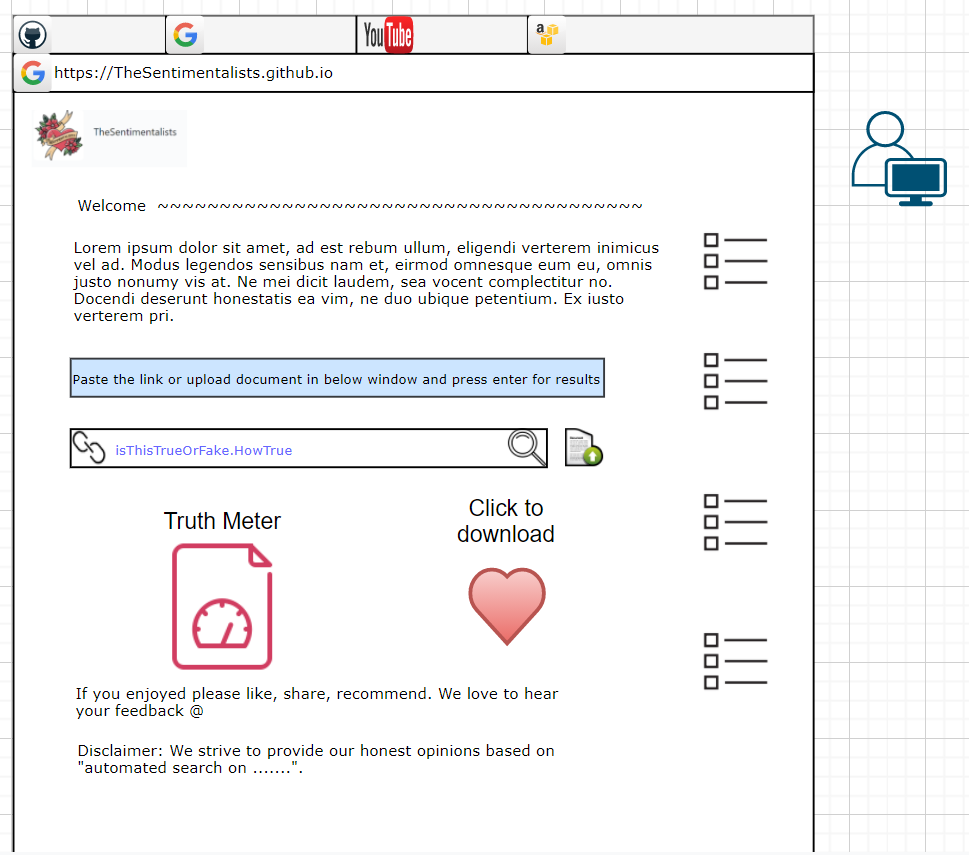 You Tube
a
https://TheSentimentalists.github.io
TheSentimentalists
Welcome ~~~~~~~~~~~~~~~~~~~~~~~~~~~~~~~~~~~~~~~
Lorem ipsum dolor sit amet, ad est rebum ullum, eligendi verterem inimicus
vel ad. Modus legendos sensibus nam et, eirmod omnesque eum eu, omnis
justo nonumy vis at. Ne mei dicit laudem, sea vocent complectitur no.
Docendi deserunt honestatis ea vim, ne duo ubique petentium. Ex iusto
verterem pri.
Paste the link or upload document in below window and press enter for results
isThisTrueOrFake.HowTrue
Truth Meter
Click to
download
If you enjoyed please like, share, recommend. We love to hear
your feedback @
Disclaimer: We strive to provide our honest opinions based on
"automated search on .......".